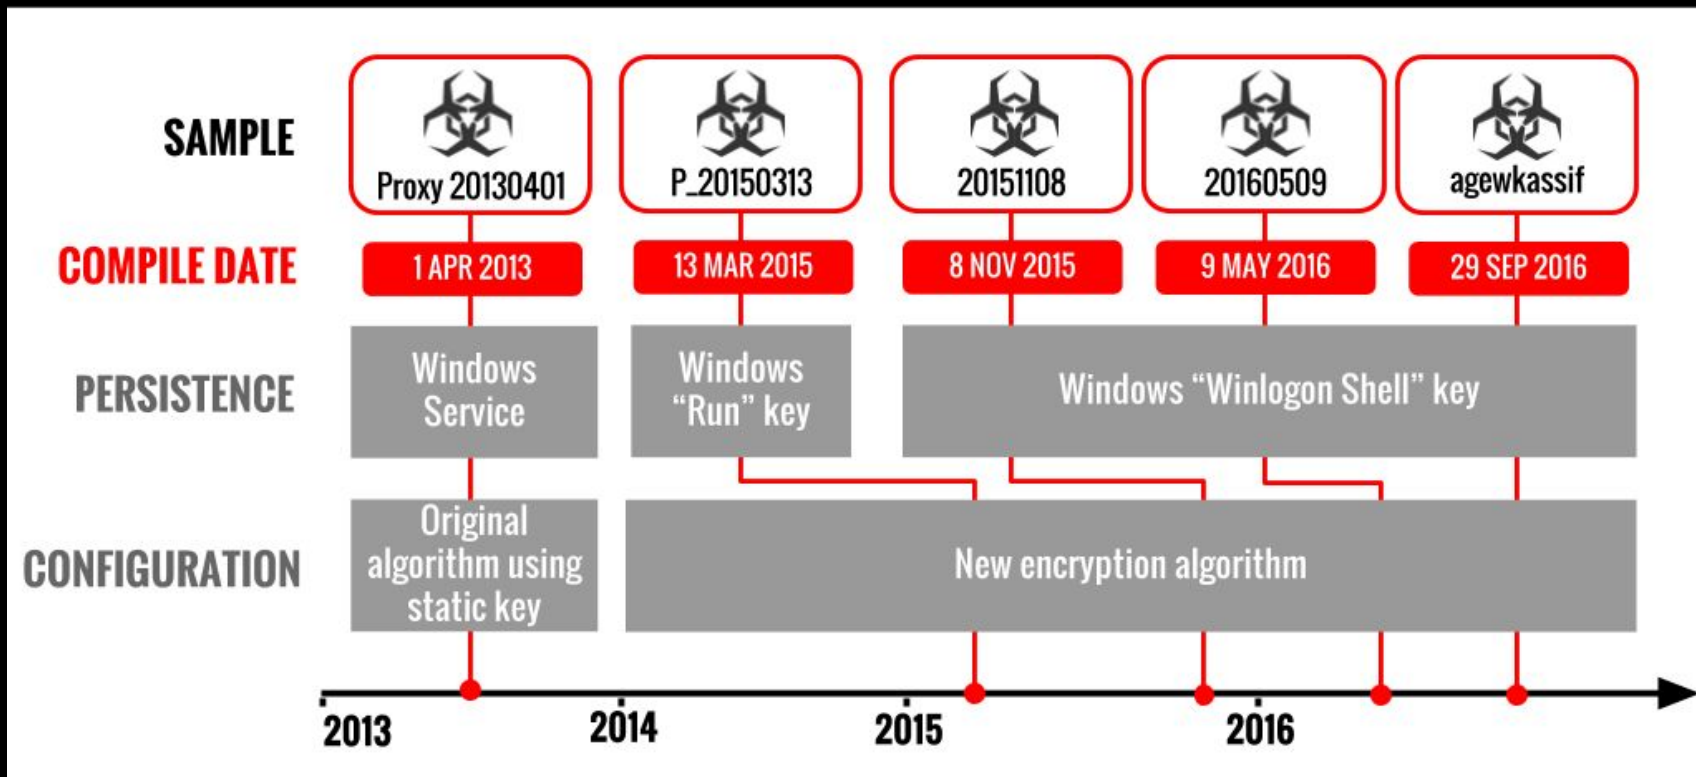 SAMPLE
Proxy 20130401
P_20150313
20151108
20160509
agewkassif
COMPILE DATE
1 APR 2013
13 MAR 2015
8 NOV 2015
9 MAY 2016
29 SEP 2016
PERSISTENCE
Windows
Service
Windows
“Run” key
Windows “Winlogon Shell” key
CONFIGURATION
Original
algorithm using
static key
New encryption algorithm
2013
2014
2015
2016